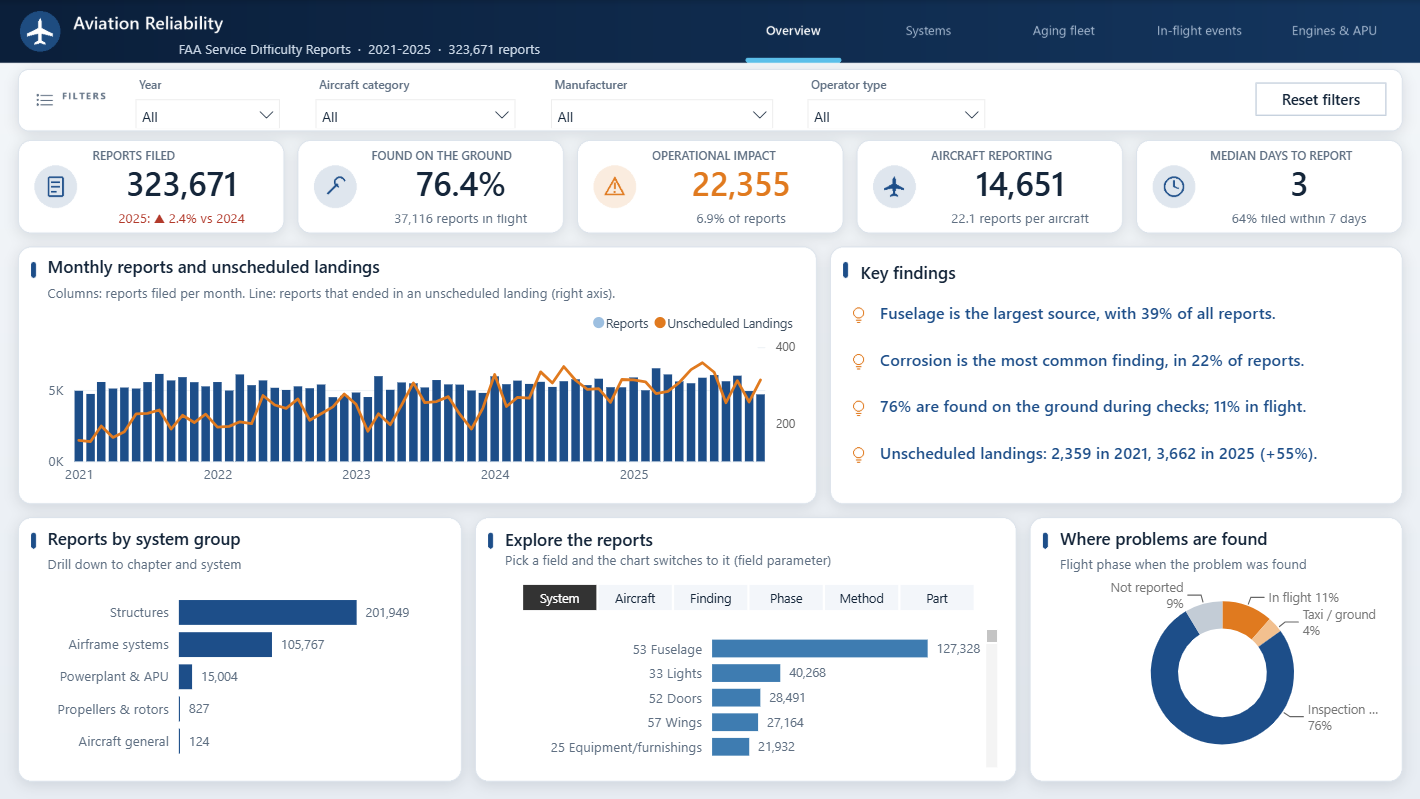 Aviation Reliability
FAA Service Difficulty Reports · 2021-2025 · 323,671 reports
Overview
Systems
Aging fleet
In-flight events
Engines & APU
FILTERS
Year
All
Aircraft category
All
Manufacturer
All
Operator type
All
Reset filters
REPORTS FILED
323,671
2025: ▲ 2.4% vs 2024
FOUND ON THE GROUND
76.4%
37,116 reports in flight
OPERATIONAL IMPACT
22,355
6.9% of reports
AIRCRAFT REPORTING
14,651
22.1 reports per aircraft
MEDIAN DAYS TO REPORT
3
64% filed within 7 days
Monthly reports and unscheduled landings
Columns: reports filed per month. Line: reports that ended in an unscheduled landing (right axis).
Reports
Unscheduled Landings
400
5K
200
0K
2021
2022
2023
2024
2025
Key findings
Fuselage is the largest source, with 39% of all reports.
Corrosion is the most common finding, in 22% of reports.
76% are found on the ground during checks; 11% in flight.
Unscheduled landings: 2,359 in 2021, 3,662 in 2025 (+55%).
Reports by system group
Drill down to chapter and system
Structures 201,949
Airframe systems 105,767
Powerplant & APU 15,004
Propellers & rotors 827
Aircraft general 124
Explore the reports
Pick a field and the chart switches to it (field parameter)
System
Aircraft
Finding
Phase
Method
Part
53 Fuselage 127,328
33 Lights 40,268
52 Doors 28,491
57 Wings 27,164
25 Equipment/furnishings 21,932
Where problems are found
Flight phase when the problem was found
Not reported
9%
In flight 11%
Taxi / ground
4%
Inspection ...
76%